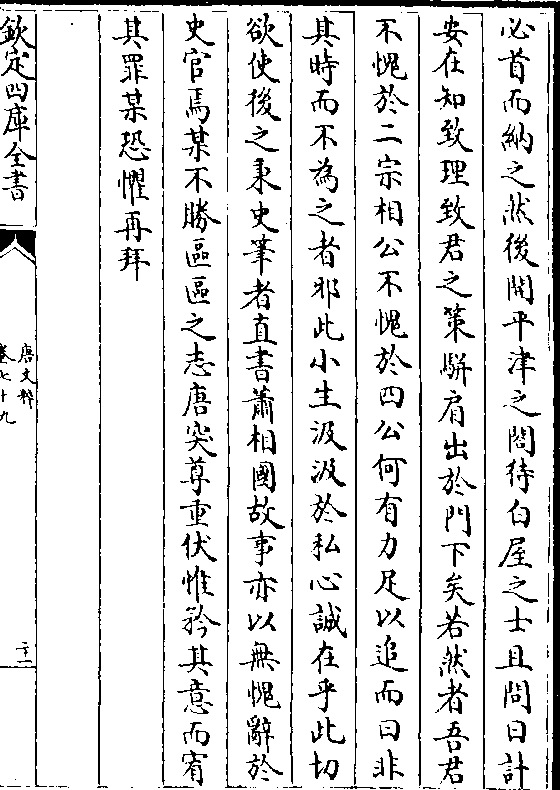 必首而納之然後開平津之閤待白屋之士且問曰計
安在知致理致君之策駢肩出於門下矣若然者吾君
不愧於二宗相公不愧於四公何有力足以追而曰非
其時而不為之者邪此小生汲汲於私心誠在乎此切
欲使後之秉史筆者直書蕭相國故事亦以無愧辭於
史官焉某不勝區區之志唐突尊重伏惟矜其意而宥
其罪某恐懼再拜
欽定四庫全書
唐文粹
卷七十九
二十二